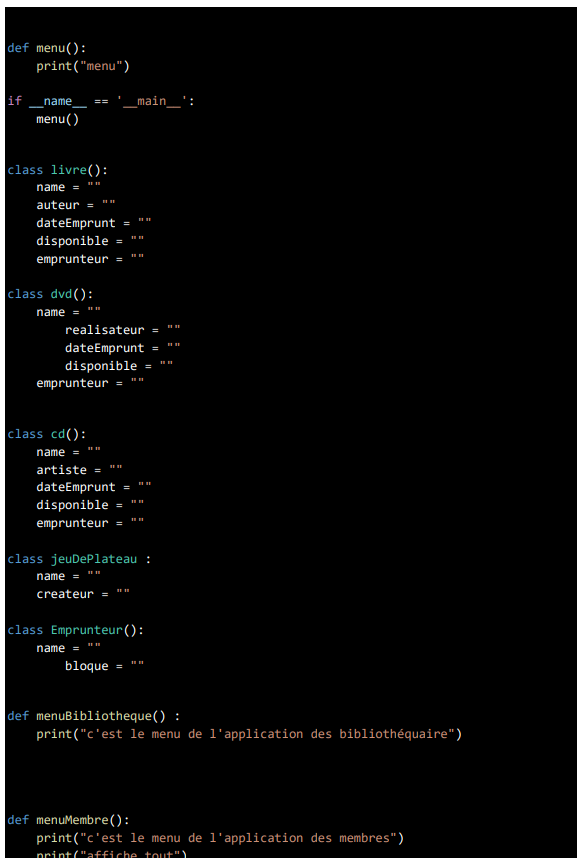 def menu():
    print("menu")
if __name__ == '__main__':
    menu()
class livre():
    name = ""
    auteur = ""
    dateEmprunt = ""
    disponible = ""
    emprunteur = ""
class dvd():
    name = ""
        realisateur = ""
        dateEmprunt = ""
        disponible = ""
    emprunteur = ""
class cd():
    name = ""
    artiste = ""
    dateEmprunt = ""
    disponible = ""
    emprunteur = ""
class jeuDePlateau :
    name = ""
    createur = ""
class Emprunteur():
    name = ""
        bloque = ""
def menuBibliotheque() :
    print("c'est le menu de l'application des bibliothéquaire")
def menuMembre():
    print("c'est le menu de l'application des membres")
    print("affiche tout")